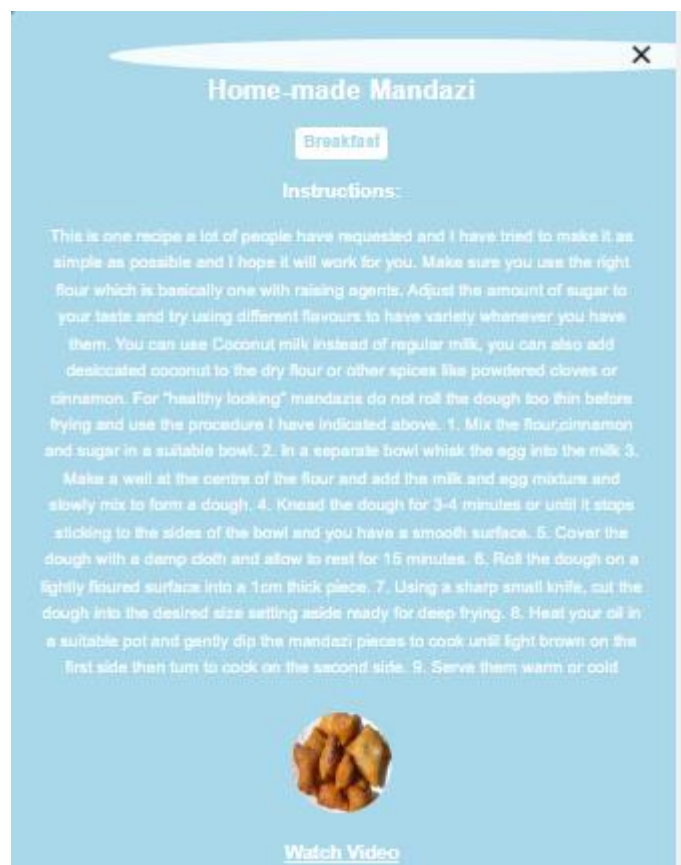 Home-made Mandazi
Breakfast
Instructions:
This is one recipe a lot of people have requested and I have tried to make it as
simple as possible and I hope it will work for you. Make sure you use the right
flour which is basically one with raising agents. Adjust the amount of sugar to
your taste and try using different flavours to have variety whenever you have
them. You can use Coconut milk instead of regular milk, you can also add
desiccated coconut to the dry flour or other spices like powdered cloves or
cinnamon. For "healthy looking" mandazis do not roll the dough too thin before
frying and use the procedure I have indicated above. 1. Mix the flour,cinnamon
and sugar in a suitable bowl. 2. In a separate bowl whisk the egg into the milk 3.
Make a well at the centre of the flour and add the milk and egg mixture and
slowly mix to form a dough. 4. Knead the dough for 3-4 minutes or until it stops
sticking to the sides of the bowl and you have a smooth surface. 5. Cover the
dough with a damp cloth and allow to rest for 15 minutes. 6. Roll the dough on a
lightly floured surface into a 1cm thick piece. 7. Using a sharp small knife, cut the
dough into the desired size setting aside ready for deep frying. 8. Heat your oil in
a suitable pot and gently dip the mandazi pieces to cook until light brown on the
first side then turn to cook on the second side. 9. Serve them warm or cold
Watch Video